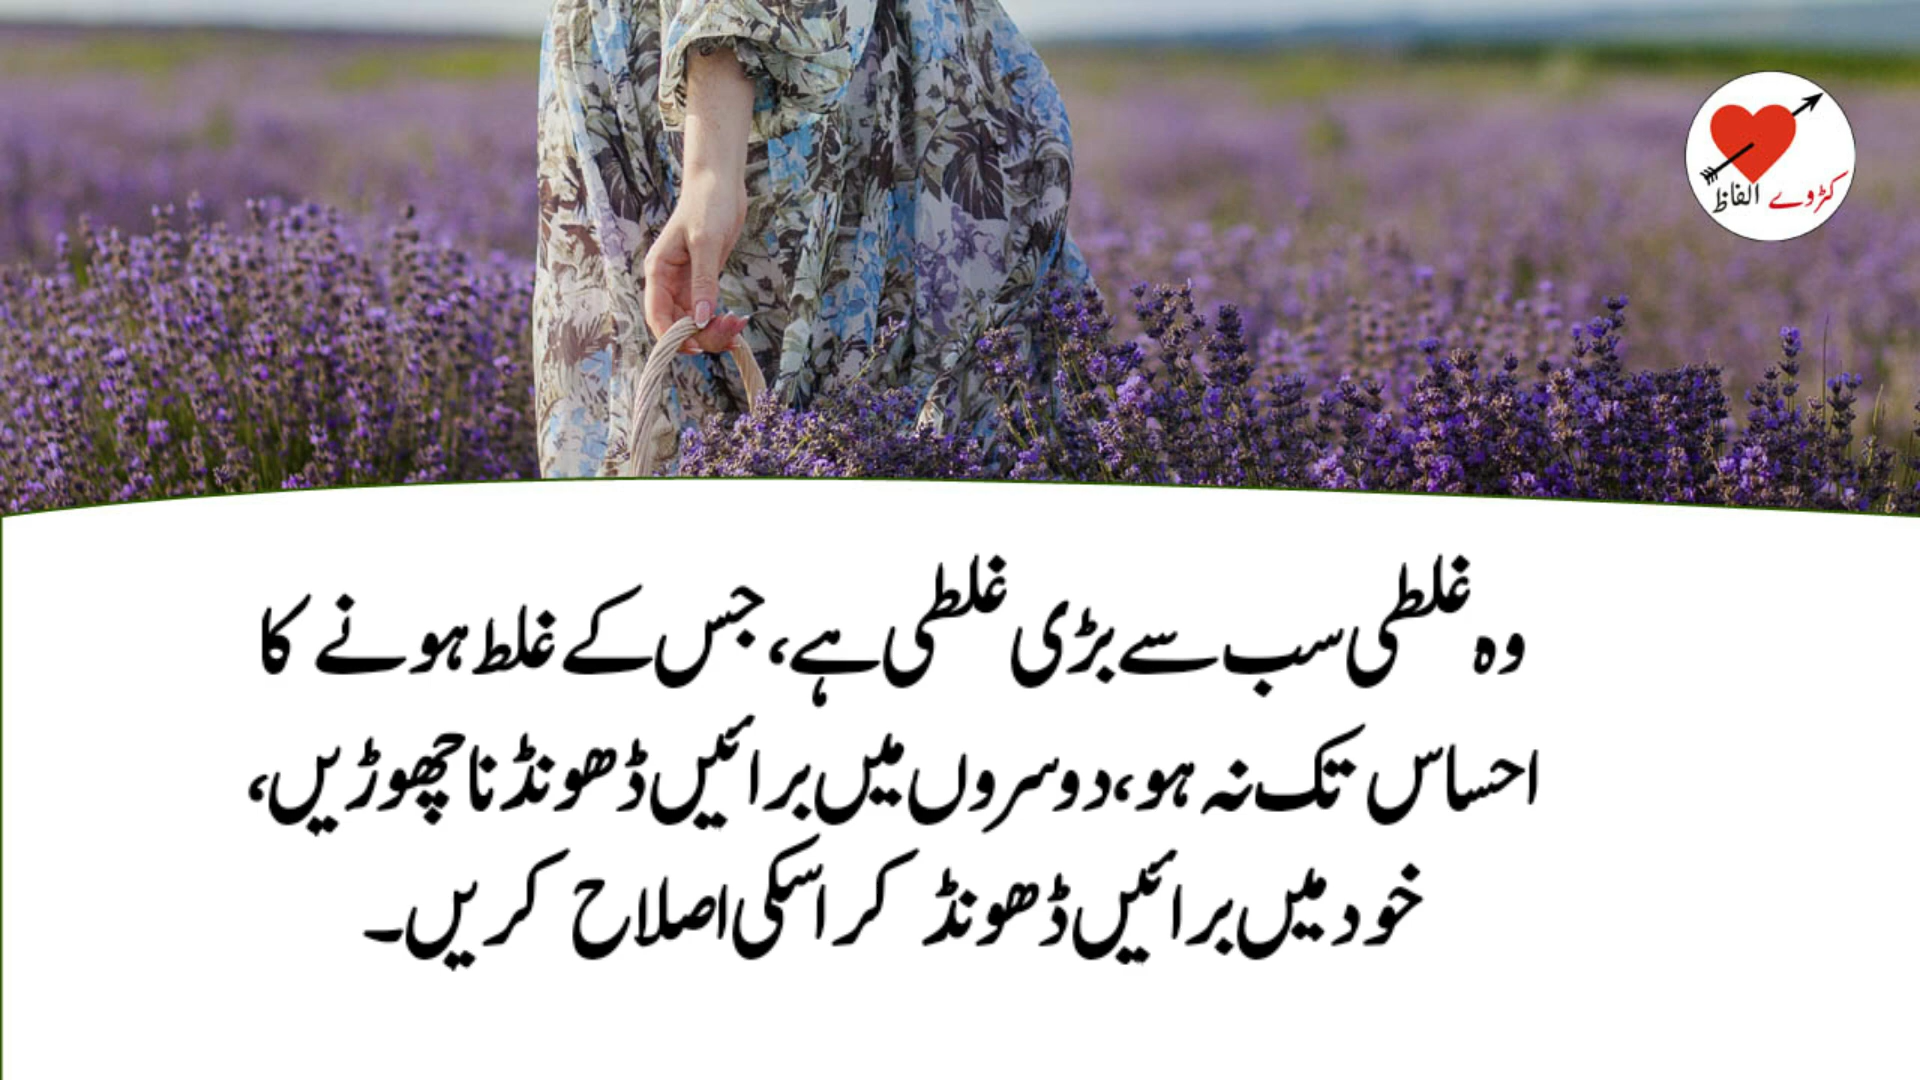 کڑوے الفاظ
وہ غلطی سب سے بڑی غلطی ہے، جس کے غلط ہونے کا
احساس تک نہ ہو، دوسروں میں برائیں ڈھونڈنا چھوڑیں،
خود میں برائیں ڈھونڈ کر اسکی اصلاح کریں۔